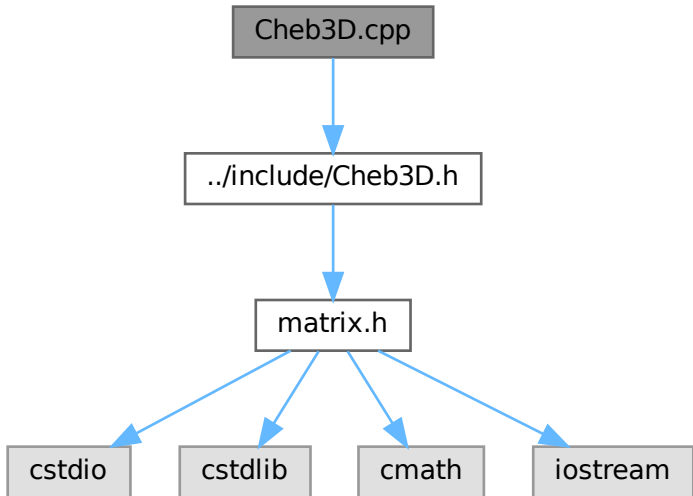 Cheb3D.cpp
../include/Cheb3D.h
matrix.h
cstdio
cstdlib
cmath
iostream